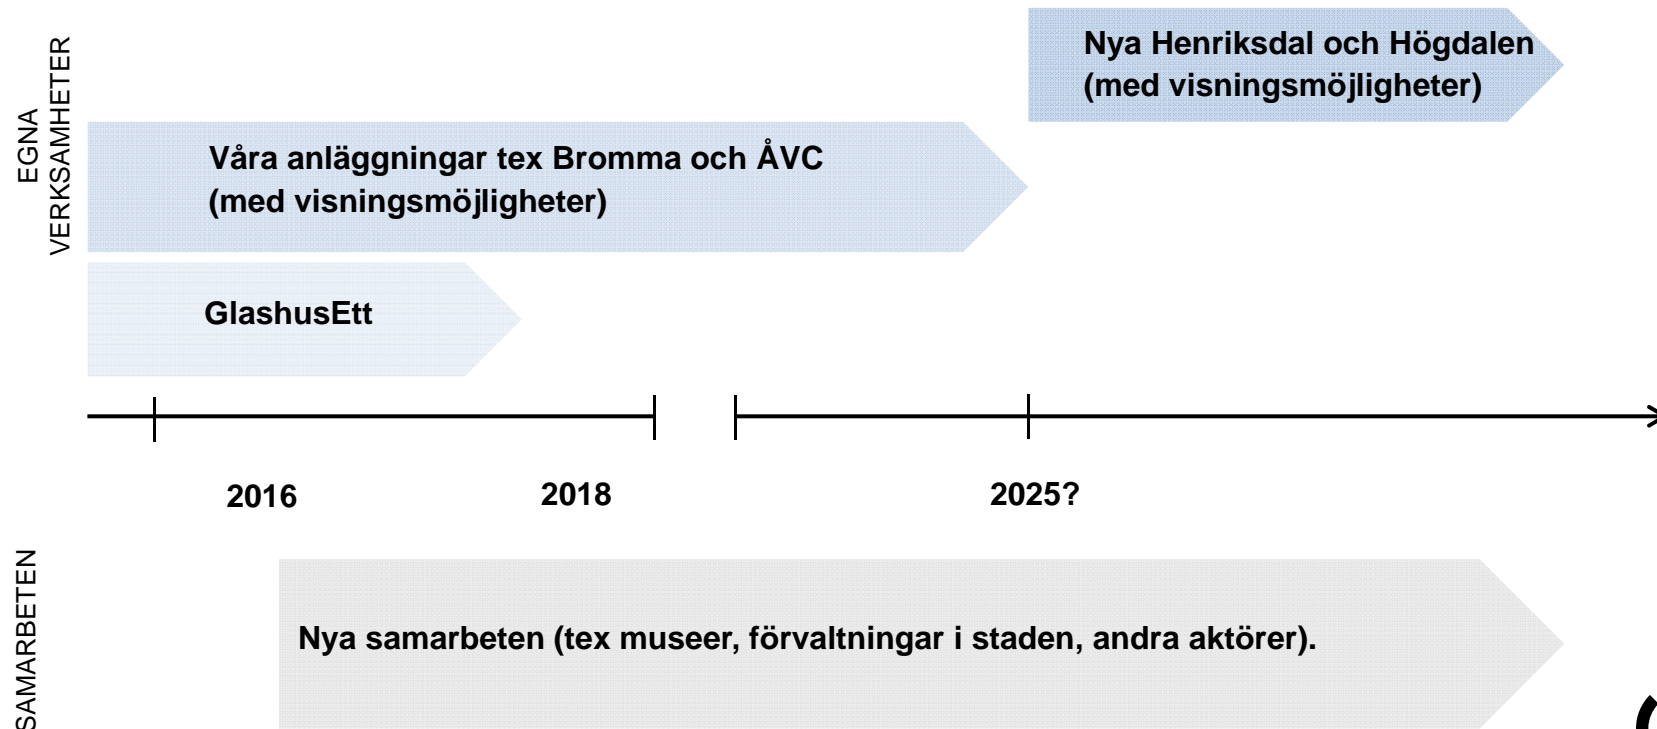 EGNA
VERKSAMHETER
Nya Henriksdal och Högdalen
(med visningsmöjligheter)
Våra anläggningar tex Bromma och ÅVC
(med visningsmöjligheter)
GlashusEtt
2016
2018
2025?
SAMARBETEN
Nya samarbeten (tex museer, förvaltningar i staden, andra aktörer).